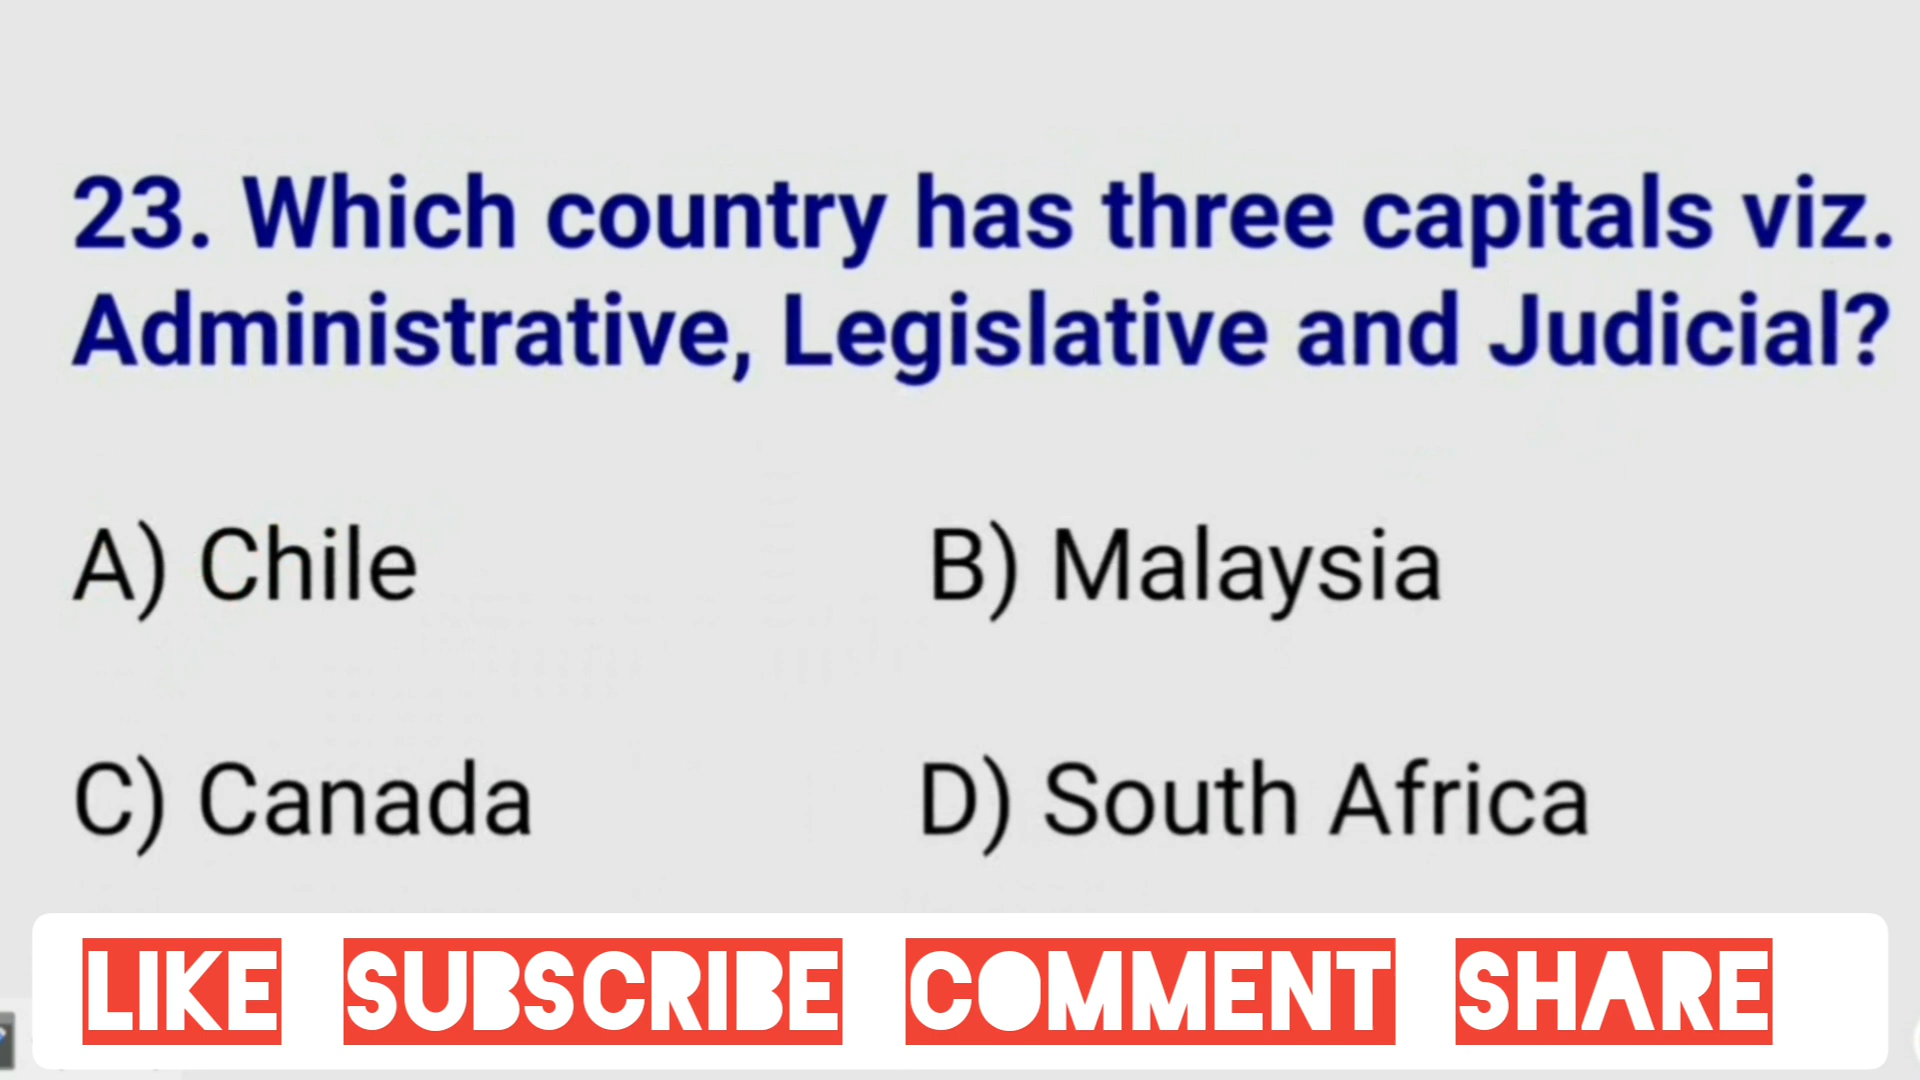 23. Which country has three capitals viz.
Administrative, Legislative and Judicial?
A) Chile
B) Malaysia
C) Canada
D) South Africa
LIKE SUBSCRIBE COMMENT SHARE